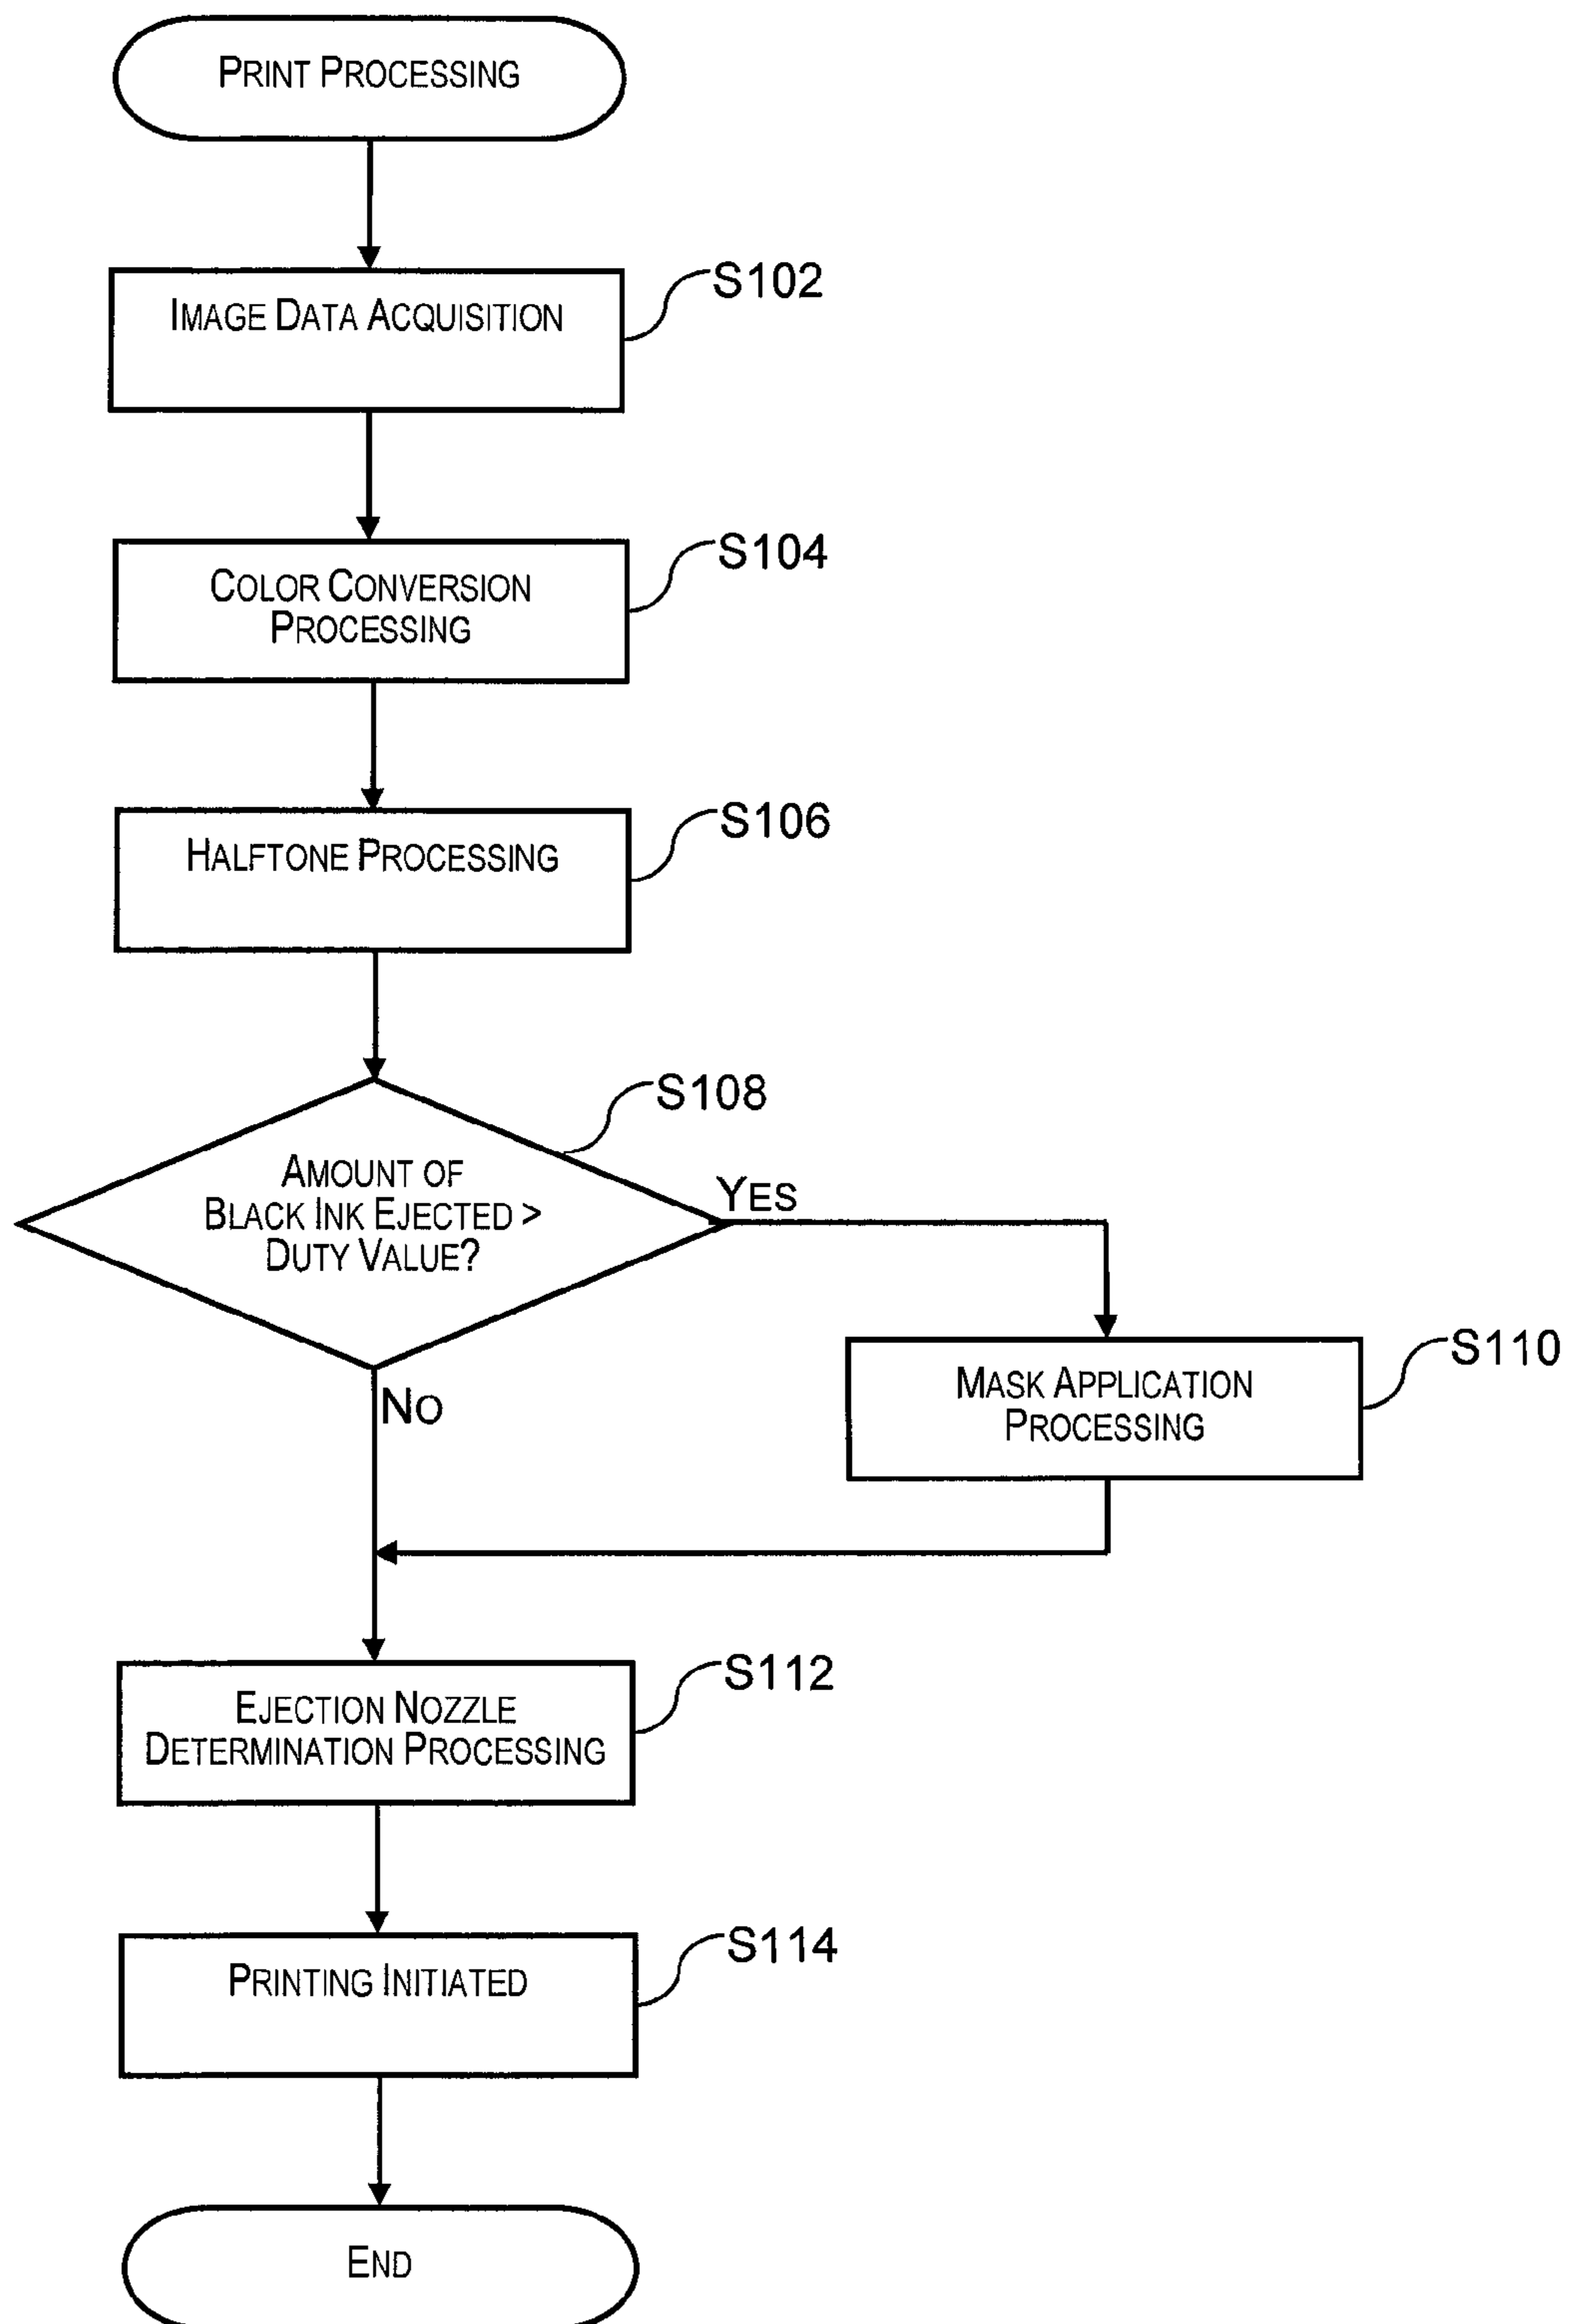 PRINT PROCESSING
S102
IMAGE DATA ACQUISITION
S104
COLOR CONVERSION
PROCESSING
S106
HALFTONE PROCESSING
S108
AMOUNT OF
BLACK INK EJECTED >
DUTY VALUE?
YES
S110
MASK APPLICATION
PROCESSING
NO
S112
EJECTION NOZZLE
DETERMINATION PROCESSING
S114
PRINTING INITIATED
END